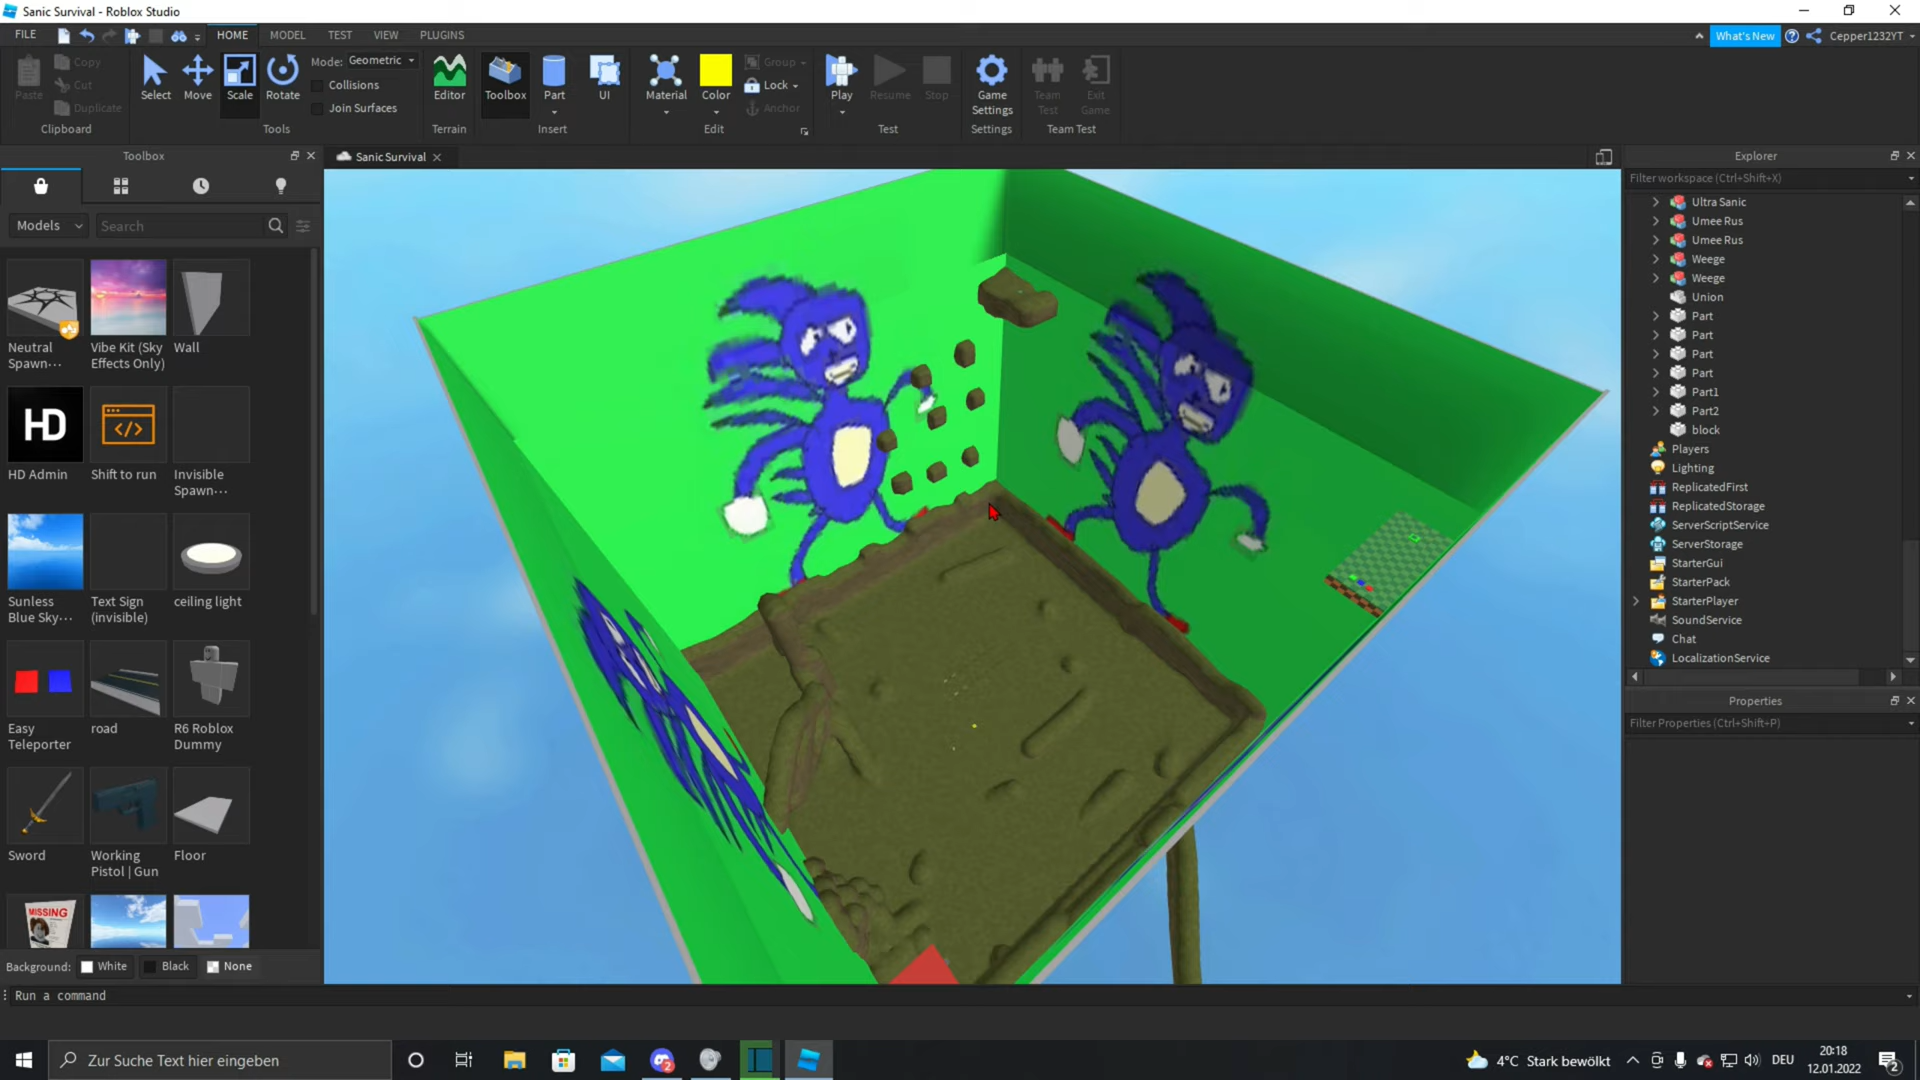 Sanic Survival - Roblox Studio
FILE HOME MODEL TEST VIEW PLUGINS What's New Cepper1232YT
Paste Copy Cut Duplicate Clipboard
Select Move Scale Rotate Mode: Geometric Collisions Join Surfaces Tools
Editor Terrain
Toolbox Part UI Insert
Material Color Group Lock Anchor Edit
Play Resume Stop Test
Game Settings Settings
Team Test Exit Game Team Test
Toolbox
Sanic Survival
Models Search
Neutral Spawn...
Vibe Kit (Sky Effects Only)
Wall
HD
HD Admin
Shift to run
Invisible Spawn...
Sunless Blue Sky...
Text Sign (invisible)
ceiling light
Easy Teleporter
road
R6 Roblox Dummy
Sword
Working Pistol | Gun
Floor
MISSING
Background: White Black None
Run a command
Explorer
Filter workspace (Ctrl+Shift+X)
Ultra Sanic
Umee Rus
Umee Rus
Weege
Weege
Union
Part
Part
Part
Part
Part1
Part2
block
Players
Lighting
ReplicatedFirst
ReplicatedStorage
ServerScriptService
ServerStorage
StarterGui
StarterPack
StarterPlayer
SoundService
Chat
LocalizationService
Properties
Filter Properties (Ctrl+Shift+P)
Zur Suche Text hier eingeben
2
4°C Stark bewölkt DEU
20:18
12.01.2022
2